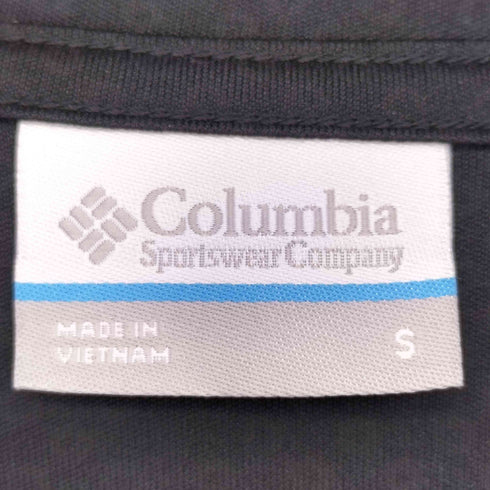 Columbia
Sportswear Company
MADE IN
VIETNAM
S